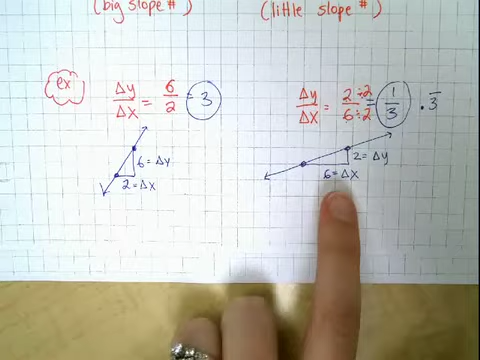 (big slope #)
(little slope #)
ex
Δy/Δx = 6/2 = 3
Δy/Δx = 2÷2/6÷2 = 1/3 .3̅
6 = Δy
2 = Δx
2 = Δy
6 = Δx